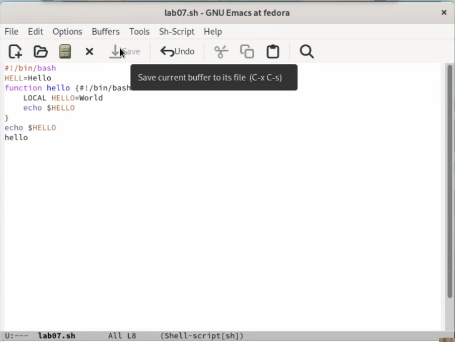 lab07.sh - GNU Emacs at fedora
File Edit Options Buffers Tools Sh-Script Help
Save Undo
Save current buffer to its file (C-x C-s)
#!/bin/bash
HELL=Hello
function hello {#!/bin/bash
LOCAL HELLO=World
echo $HELLO
}
echo $HELLO
hello
U:--- lab07.sh All L8 (Shell-script[sh])